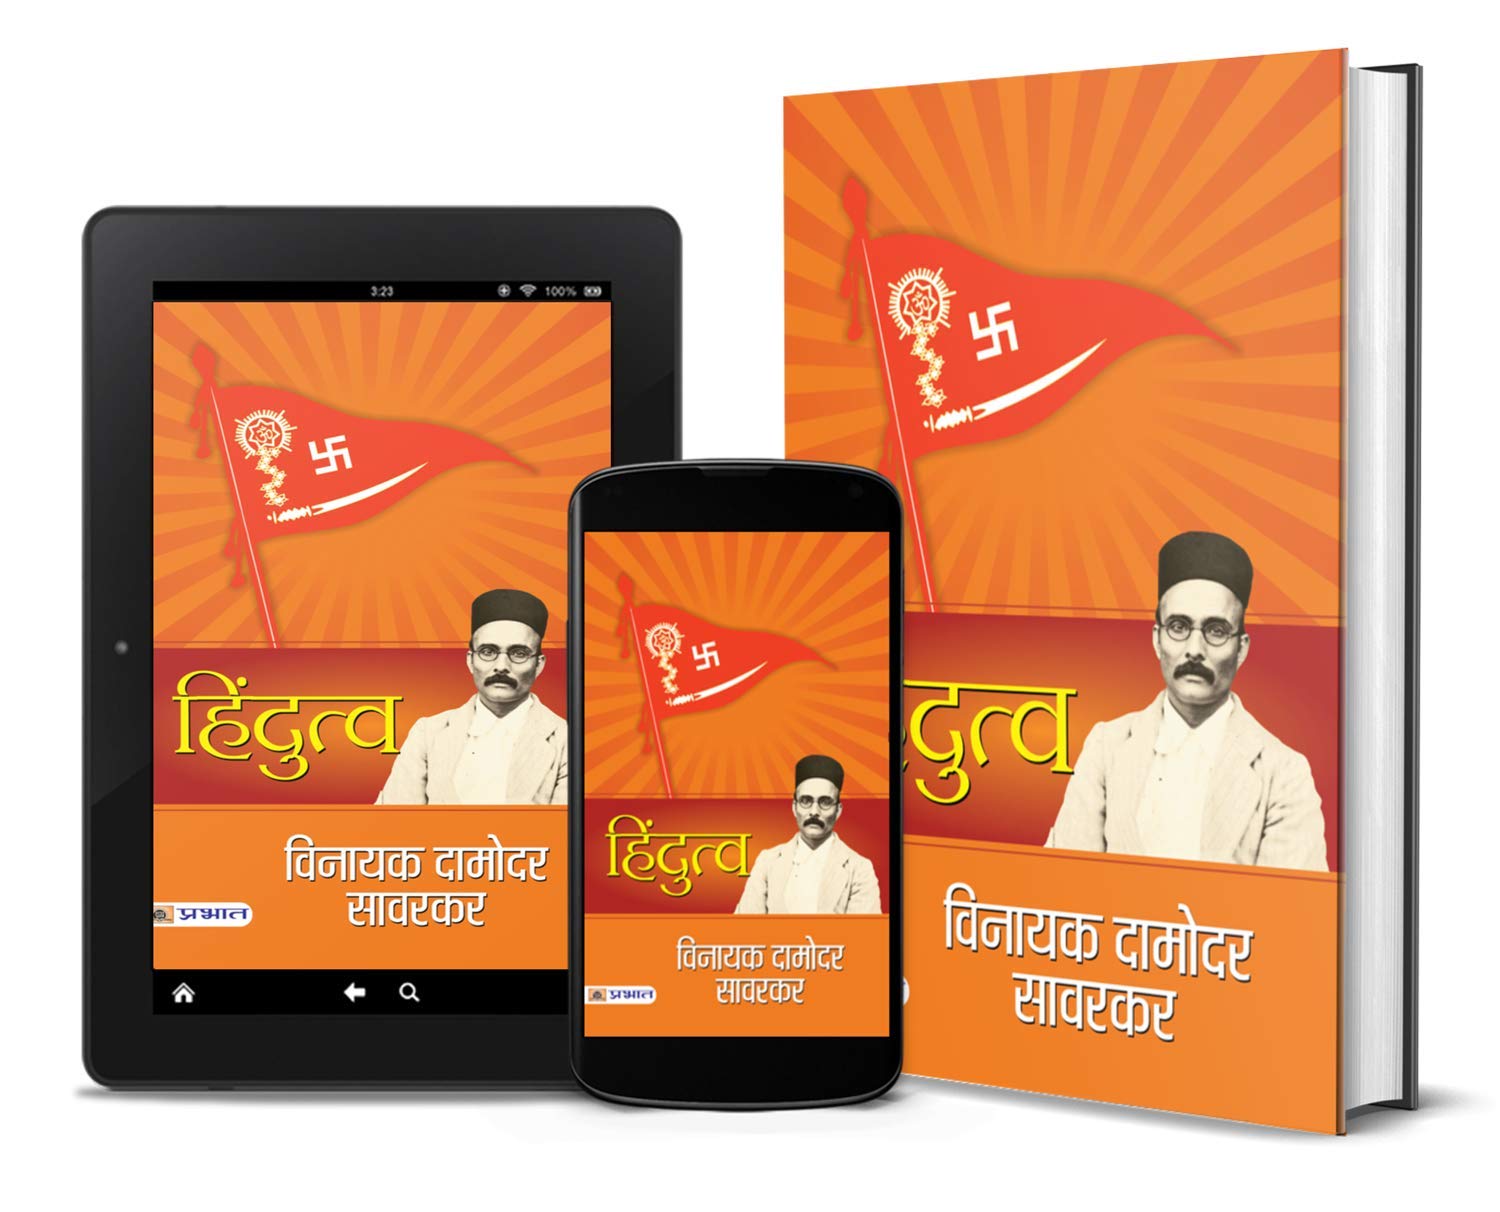 3:23
100%
हिंदुत्व
विनायक दामोदर
सावरकर
प्रभात
हिंदुत्व
विनायक दामोदर
सावरकर
प्रभात
विनायक दामोदर
सावरकर